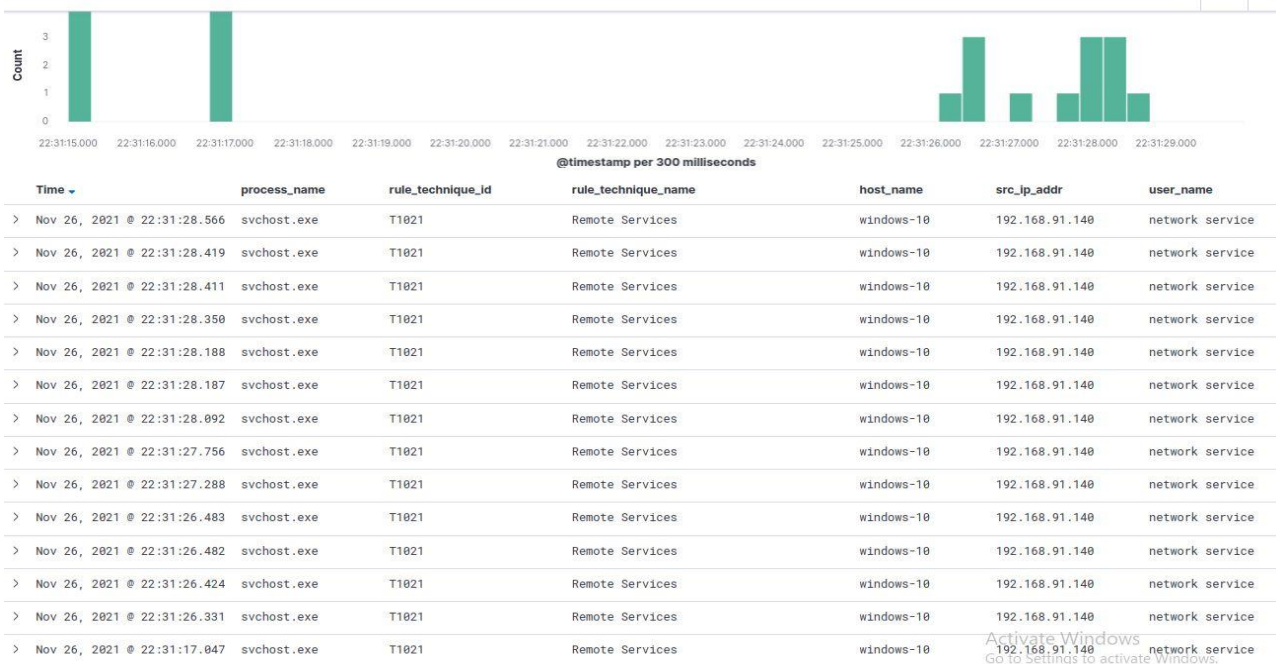 Count
3
2
1
0
22:31:15.000 22:31:16.000 22:31:17.000 22:31:18.000 22:31:19.000 22:31:20.000 22:31:21.000 22:31:22.000 22:31:23.000 22:31:24.000 22:31:25.000 22:31:26.000 22:31:27.000 22:31:28.000 22:31:29.000
@timestamp per 300 milliseconds
Time process_name rule_technique_id rule_technique_name host_name src_ip_addr user_name
> Nov 26, 2021 @ 22:31:28.566 svchost.exe T1021 Remote Services windows-10 192.168.91.140 network service
> Nov 26, 2021 @ 22:31:28.419 svchost.exe T1021 Remote Services windows-10 192.168.91.140 network service
> Nov 26, 2021 @ 22:31:28.411 svchost.exe T1021 Remote Services windows-10 192.168.91.140 network service
> Nov 26, 2021 @ 22:31:28.350 svchost.exe T1021 Remote Services windows-10 192.168.91.140 network service
> Nov 26, 2021 @ 22:31:28.188 svchost.exe T1021 Remote Services windows-10 192.168.91.140 network service
> Nov 26, 2021 @ 22:31:28.187 svchost.exe T1021 Remote Services windows-10 192.168.91.140 network service
> Nov 26, 2021 @ 22:31:28.092 svchost.exe T1021 Remote Services windows-10 192.168.91.140 network service
> Nov 26, 2021 @ 22:31:27.756 svchost.exe T1021 Remote Services windows-10 192.168.91.140 network service
> Nov 26, 2021 @ 22:31:27.288 svchost.exe T1021 Remote Services windows-10 192.168.91.140 network service
> Nov 26, 2021 @ 22:31:26.483 svchost.exe T1021 Remote Services windows-10 192.168.91.140 network service
> Nov 26, 2021 @ 22:31:26.482 svchost.exe T1021 Remote Services windows-10 192.168.91.140 network service
> Nov 26, 2021 @ 22:31:26.424 svchost.exe T1021 Remote Services windows-10 192.168.91.140 network service
> Nov 26, 2021 @ 22:31:26.331 svchost.exe T1021 Remote Services windows-10 192.168.91.140 network service
> Nov 26, 2021 @ 22:31:17.047 svchost.exe T1021 Remote Services windows-10 192.168.91.140 network service
Activate Windows
Go to Settings to activate Windows.